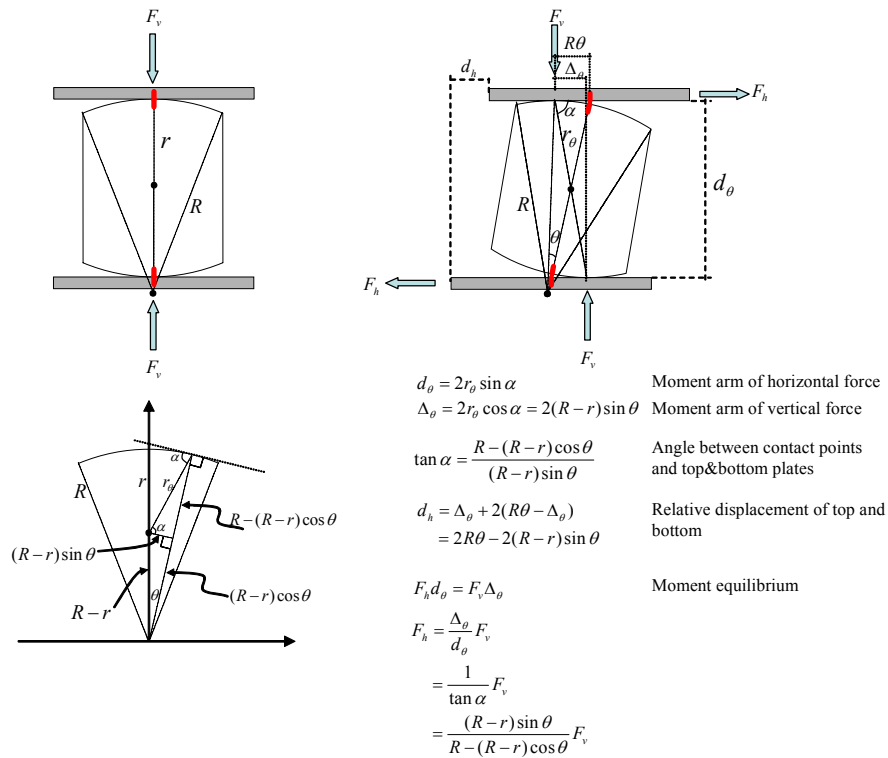 F_v
r
R
F_v
F_v
Rθ
d_h
Δ_θ
F_h
α
r_θ
R
d_θ
θ
F_h
F_v
d_θ = 2r_θ sin α Moment arm of horizontal force
Δ_θ = 2r_θ cos α = 2(R − r) sin θ Moment arm of vertical force
tan α = (R − (R − r) cos θ) / ((R − r) sin θ) Angle between contact points
and top&bottom plates
d_h = Δ_θ + 2(Rθ − Δ_θ) Relative displacement of top and
= 2Rθ − 2(R − r) sin θ bottom
F_h d_θ = F_v Δ_θ Moment equilibrium
F_h = (Δ_θ / d_θ) F_v
= (1 / tan α) F_v
= ((R − r) sin θ / (R − (R − r) cos θ)) F_v
α
R
r
r_θ
R − (R − r) cos θ
α
(R − r) sin θ
θ
(R − r) cos θ
R − r